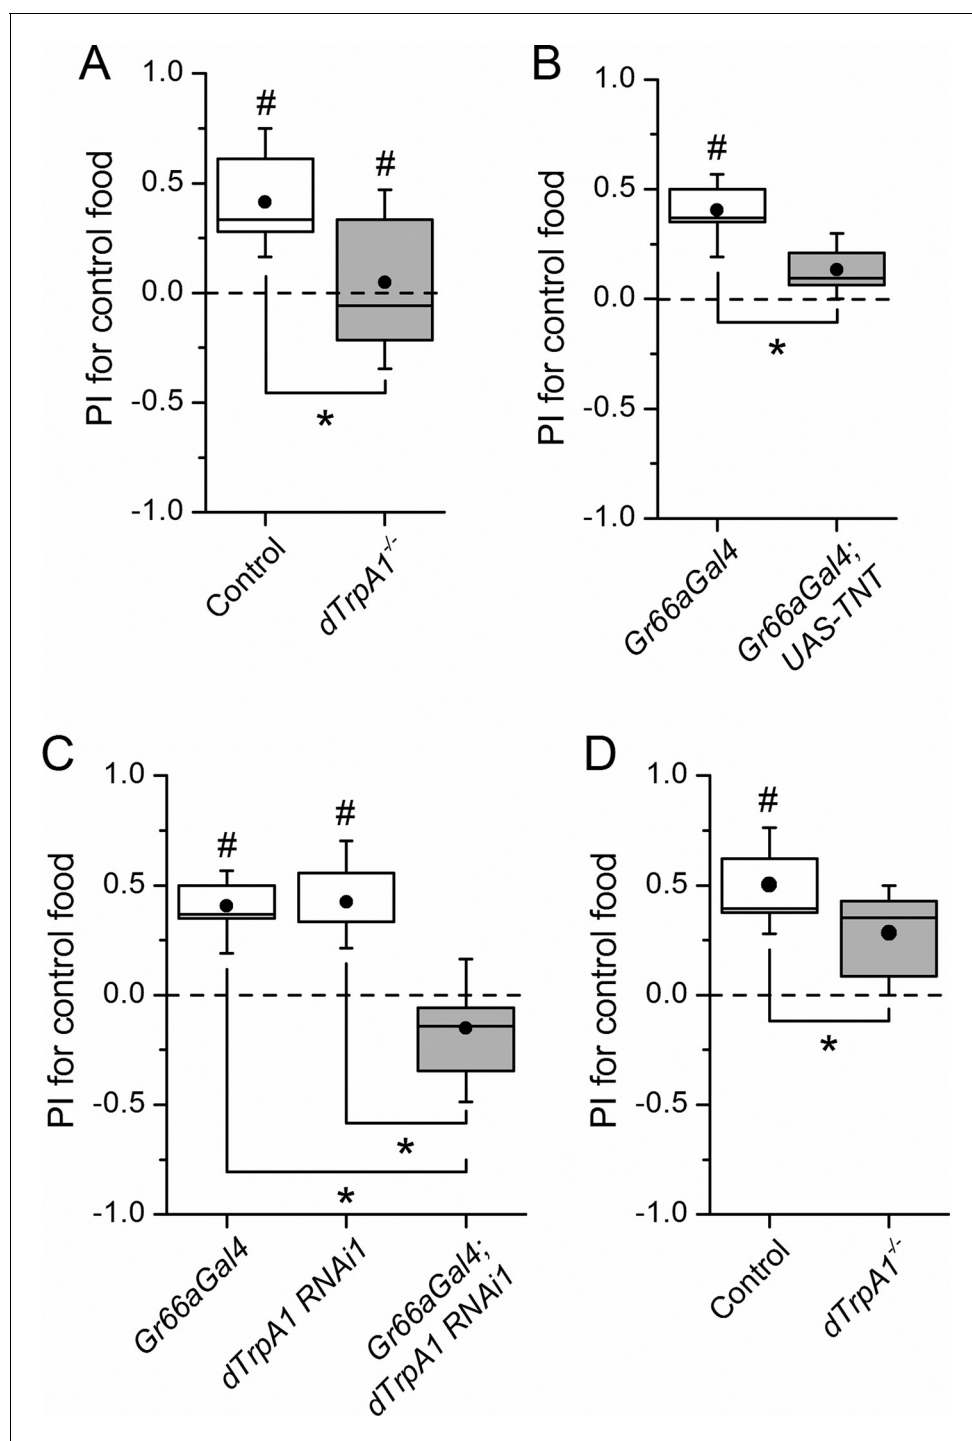 A
PI for control food
1.0
0.5
0.0
-0.5
-1.0
#
#
*
Control
dTrpA1-/-
B
PI for control food
1.0
0.5
0.0
-0.5
-1.0
#
*
Gr66aGal4
Gr66aGal4;
UAS-TNT
C
PI for control food
1.0
0.5
0.0
-0.5
-1.0
#
#
*
*
Gr66aGal4
dTrpA1 RNAi1
Gr66aGal4;
dTrpA1 RNAi1
D
PI for control food
1.0
0.5
0.0
-0.5
-1.0
#
*
Control
dTrpA1-/-